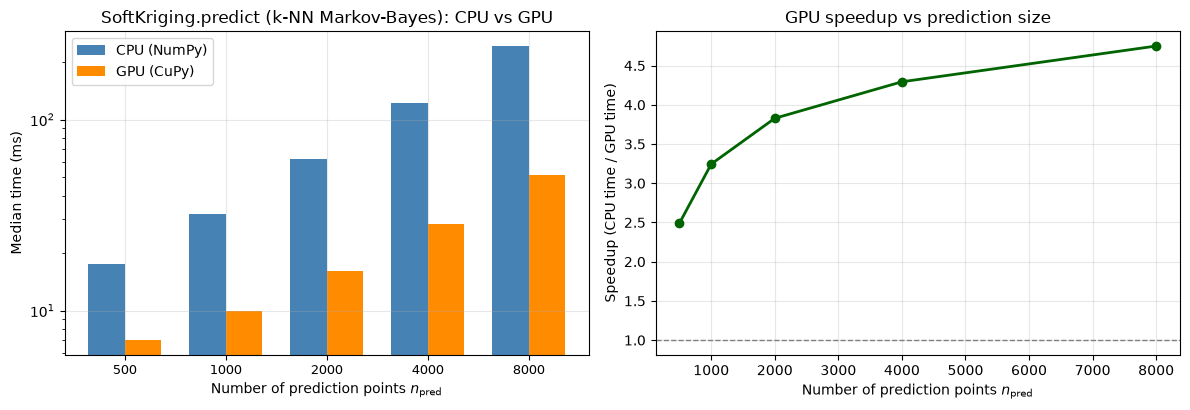 SoftKriging.predict (k-NN Markov-Bayes): CPU vs GPU
CPU (NumPy)
GPU (CuPy)
Median time (ms)
10²
10¹
500 1000 2000 4000 8000
Number of prediction points n_pred
GPU speedup vs prediction size
Speedup (CPU time / GPU time)
4.5
4.0
3.5
3.0
2.5
2.0
1.5
1.0
1000 2000 3000 4000 5000 6000 7000 8000
Number of prediction points n_pred